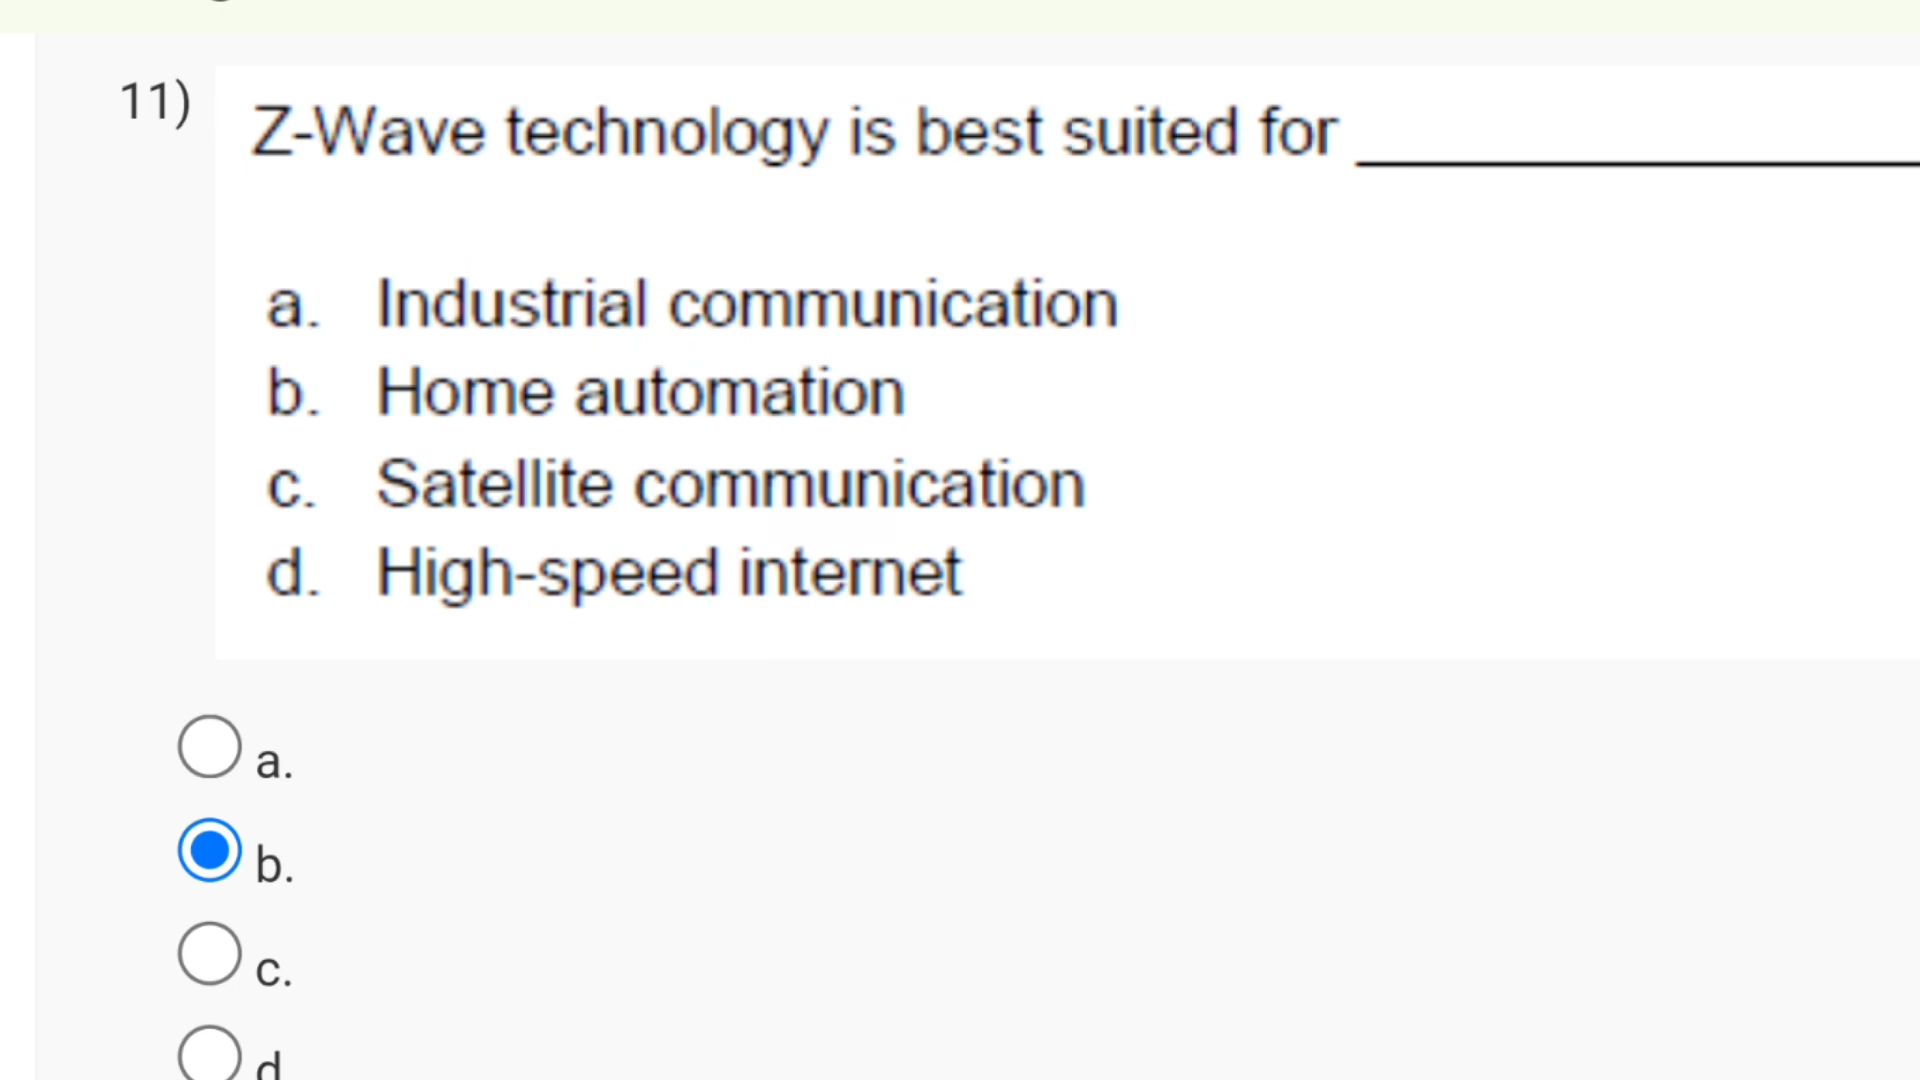 11)
Z-Wave technology is best suited for
a. Industrial communication
b. Home automation
c. Satellite communication
d. High-speed internet
a.
b.
c.
d